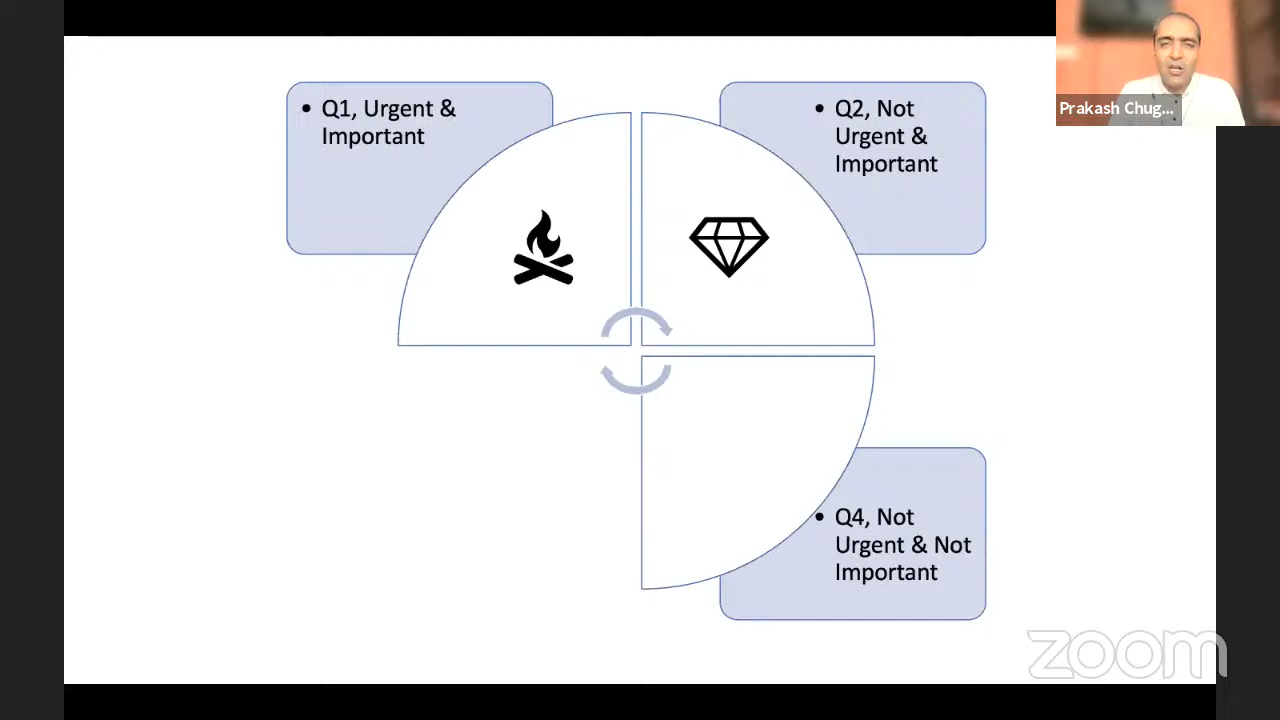 • Q1, Urgent &
Important
• Q2, Not
Urgent &
Important
Prakash Chug...
• Q4, Not
Urgent & Not
Important
zoom